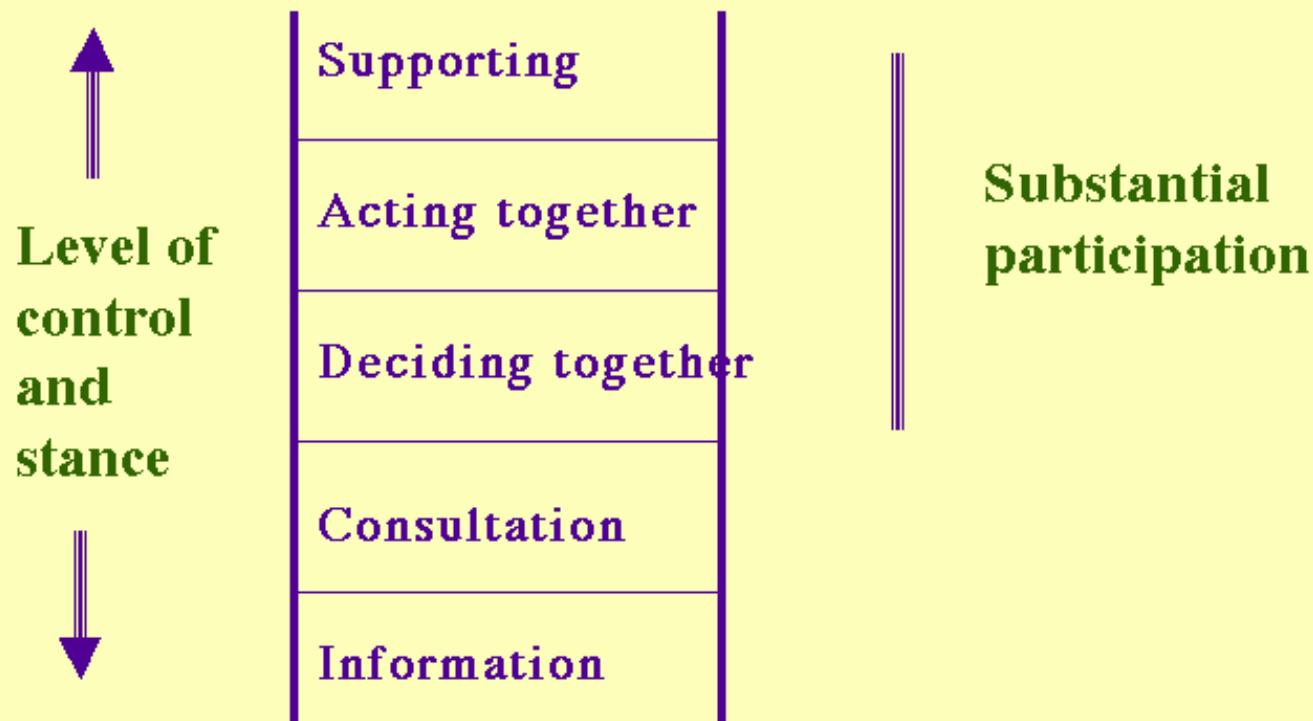 Level of
control
and
stance
Supporting
Acting together
Deciding together
Consultation
Information
Substantial
participation